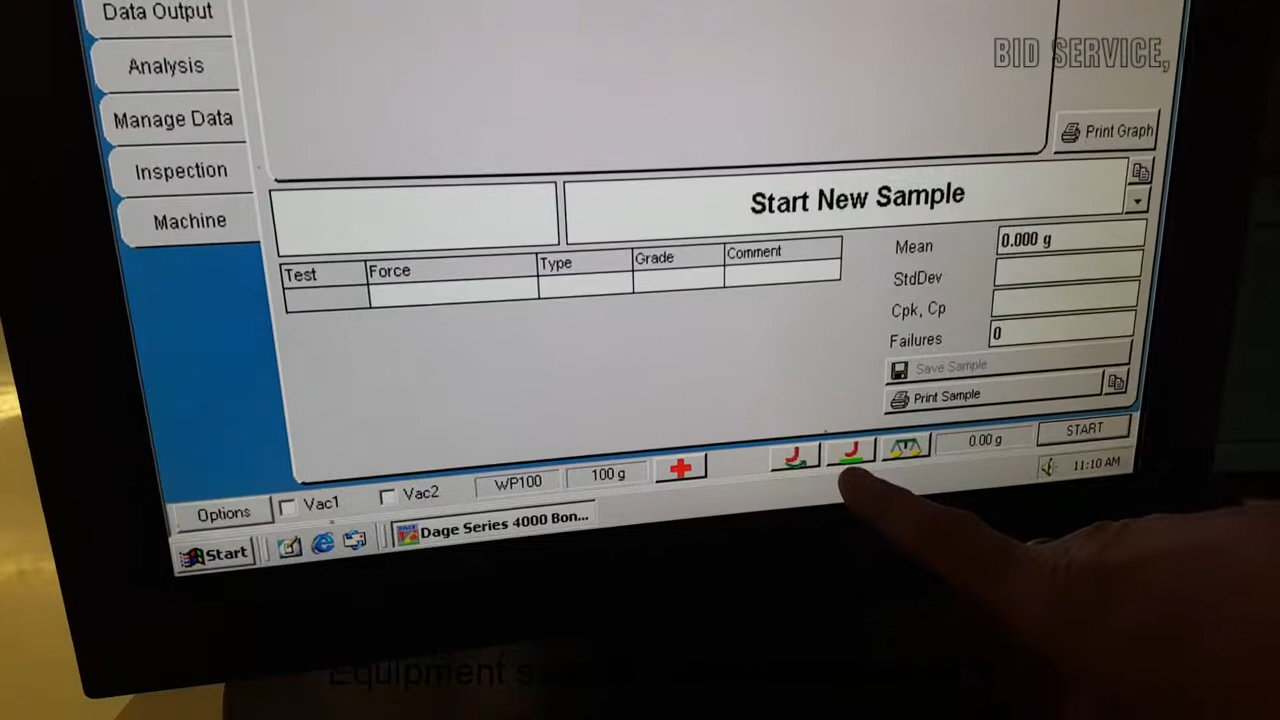 Data Output
BID SERVICE,
Analysis
Manage Data
Print Graph
Inspection
Start New Sample
Machine
Test Force Type Grade Comment
Mean 0.000 g
StdDev
Cpk, Cp
Failures 0
Save Sample
Print Sample
Options Vac1 Vac2 WP100 100 g 0.00 g START
Start Dage Series 4000 Bon... 11:10 AM
Equipment s